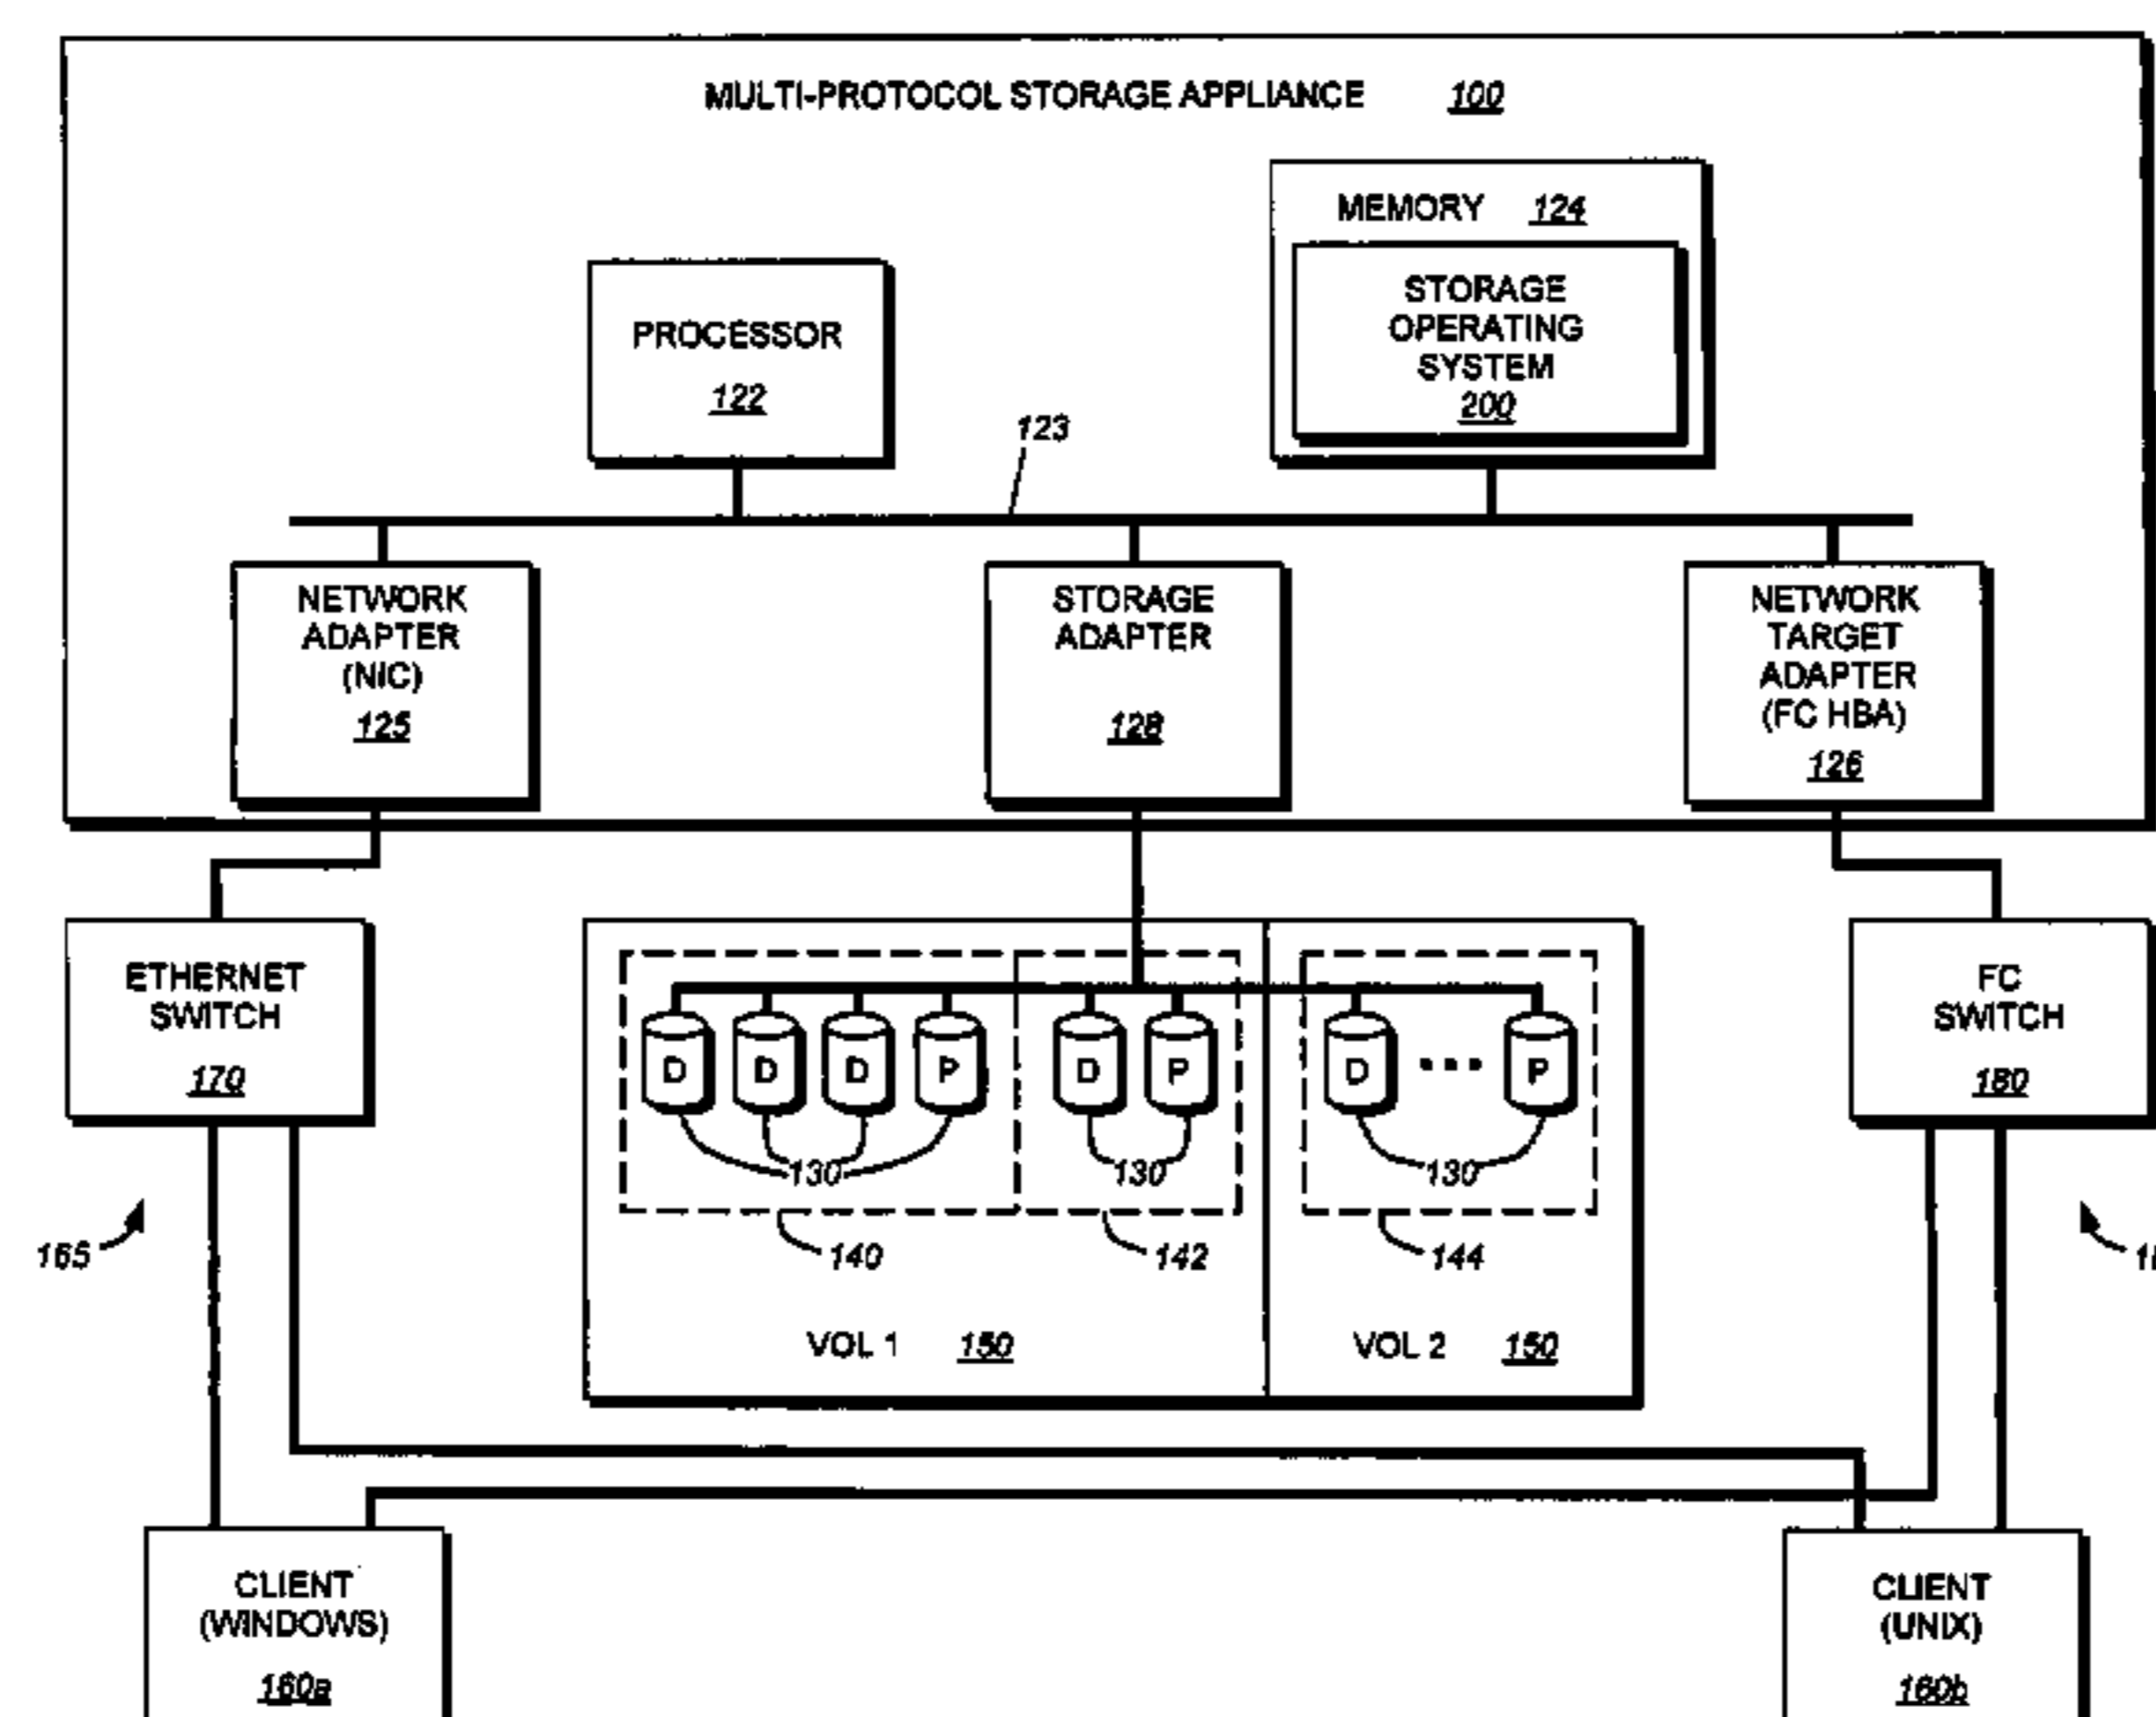 MULTI-PROTOCOL STORAGE APPLIANCE 100
MEMORY 124
STORAGE
OPERATING
SYSTEM
200
PROCESSOR
122
123
NETWORK
ADAPTER
(NIC)
125
STORAGE
ADAPTER
128
NETWORK
TARGET
ADAPTER
(FC HBA)
126
ETHERNET
SWITCH
170
D D D P D P D P
130 130 130
140 142 144
VOL 1 150 VOL 2 150
FC
SWITCH
180
165
CLIENT
(WINDOWS)
160a
CLIENT
(UNIX)
160b